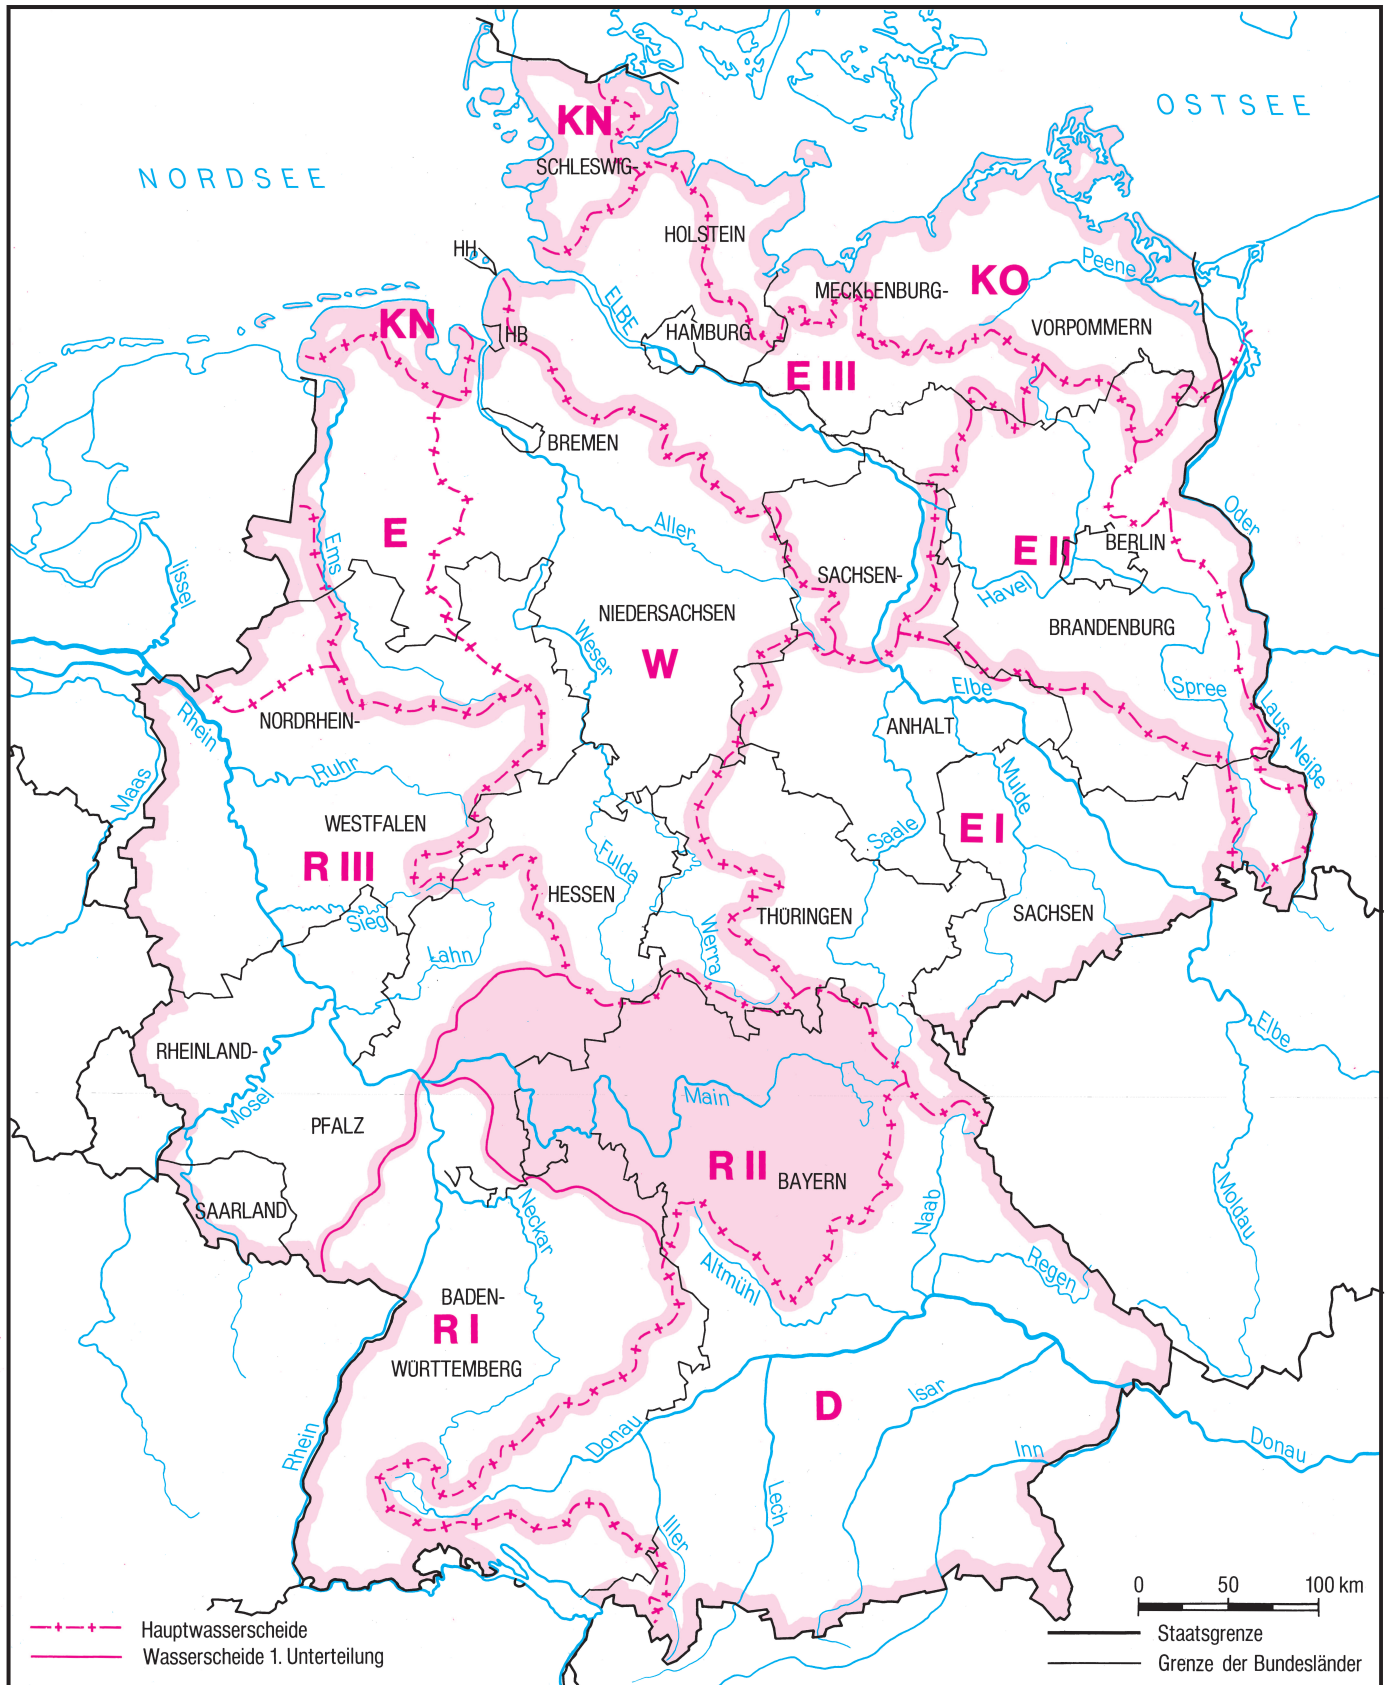 OSTSEE
NORDSEE
KN
SCHLESWIG-
HOLSTEIN
HH
ELBE
KN
HB
HAMBURG
MECKLENBURG-
KO
Peene
VORPOMMERN
E III
BREMEN
Aller
E
Ems
Ijssel
Oder
BERLIN
E II
Havel
SACHSEN-
NIEDERSACHSEN
W
Weser
BRANDENBURG
Spree
Elbe
ANHALT
Laus. Neiße
Rhein
NORDRHEIN-
Maas
Ruhr
Mulde
WESTFALEN
R III
Saale
E I
Fulda
HESSEN
THÜRINGEN
SACHSEN
Sieg
Werra
Lahn
Elbe
RHEINLAND-
Mosel
Main
PFALZ
R II
BAYERN
SAARLAND
Neckar
Naab
Moldau
Altmühl
Regen
BADEN-
R I
WÜRTTEMBERG
D
Isar
Donau
Rhein
Inn
Donau
Lech
Iller
0 50 100 km
Hauptwasserscheide
Wasserscheide 1. Unterteilung
Staatsgrenze
Grenze der Bundesländer